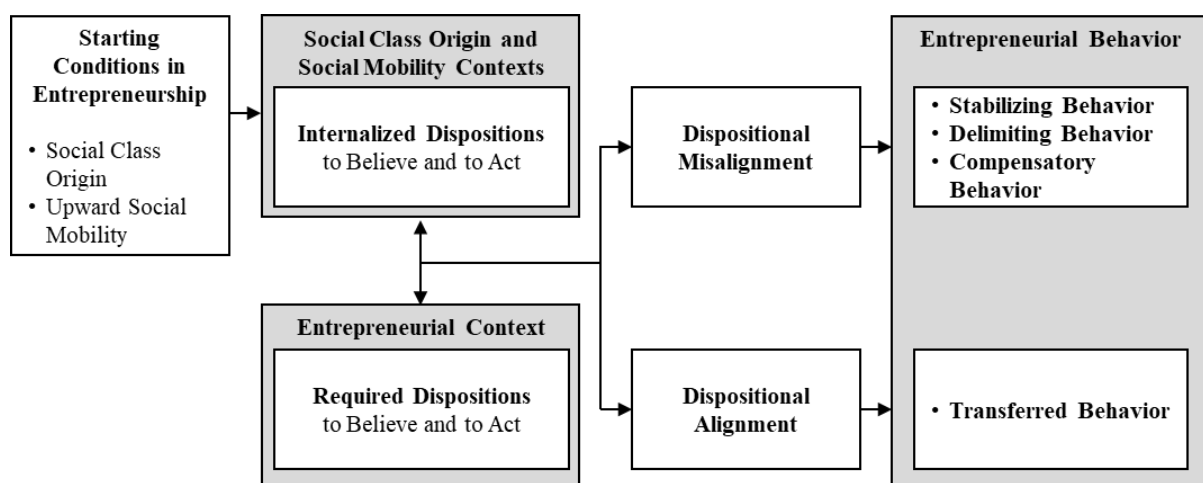 Starting
Conditions in
Entrepreneurship
• Social Class
Origin
• Upward Social
Mobility
Social Class Origin and
Social Mobility Contexts
Internalized Dispositions
to Believe and to Act
Entrepreneurial Context
Required Dispositions
to Believe and to Act
Dispositional
Misalignment
Dispositional
Alignment
Entrepreneurial Behavior
• Stabilizing Behavior
• Delimiting Behavior
• Compensatory
Behavior
• Transferred Behavior